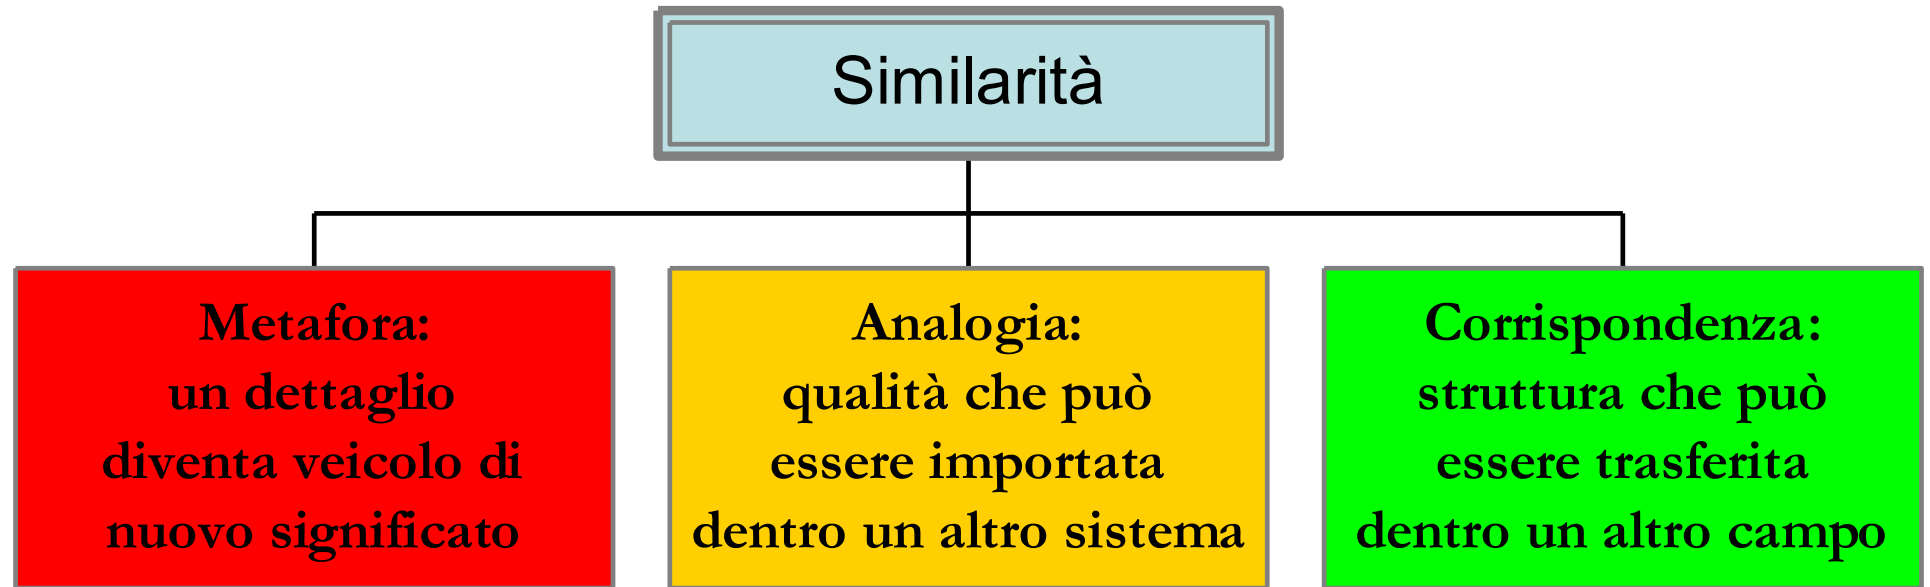 Similarità
Metafora:
un dettaglio
diventa veicolo di
nuovo significato
Analogia:
qualità che può
essere importata
dentro un altro sistema
Corrispondenza:
struttura che può
essere trasferita
dentro un altro campo